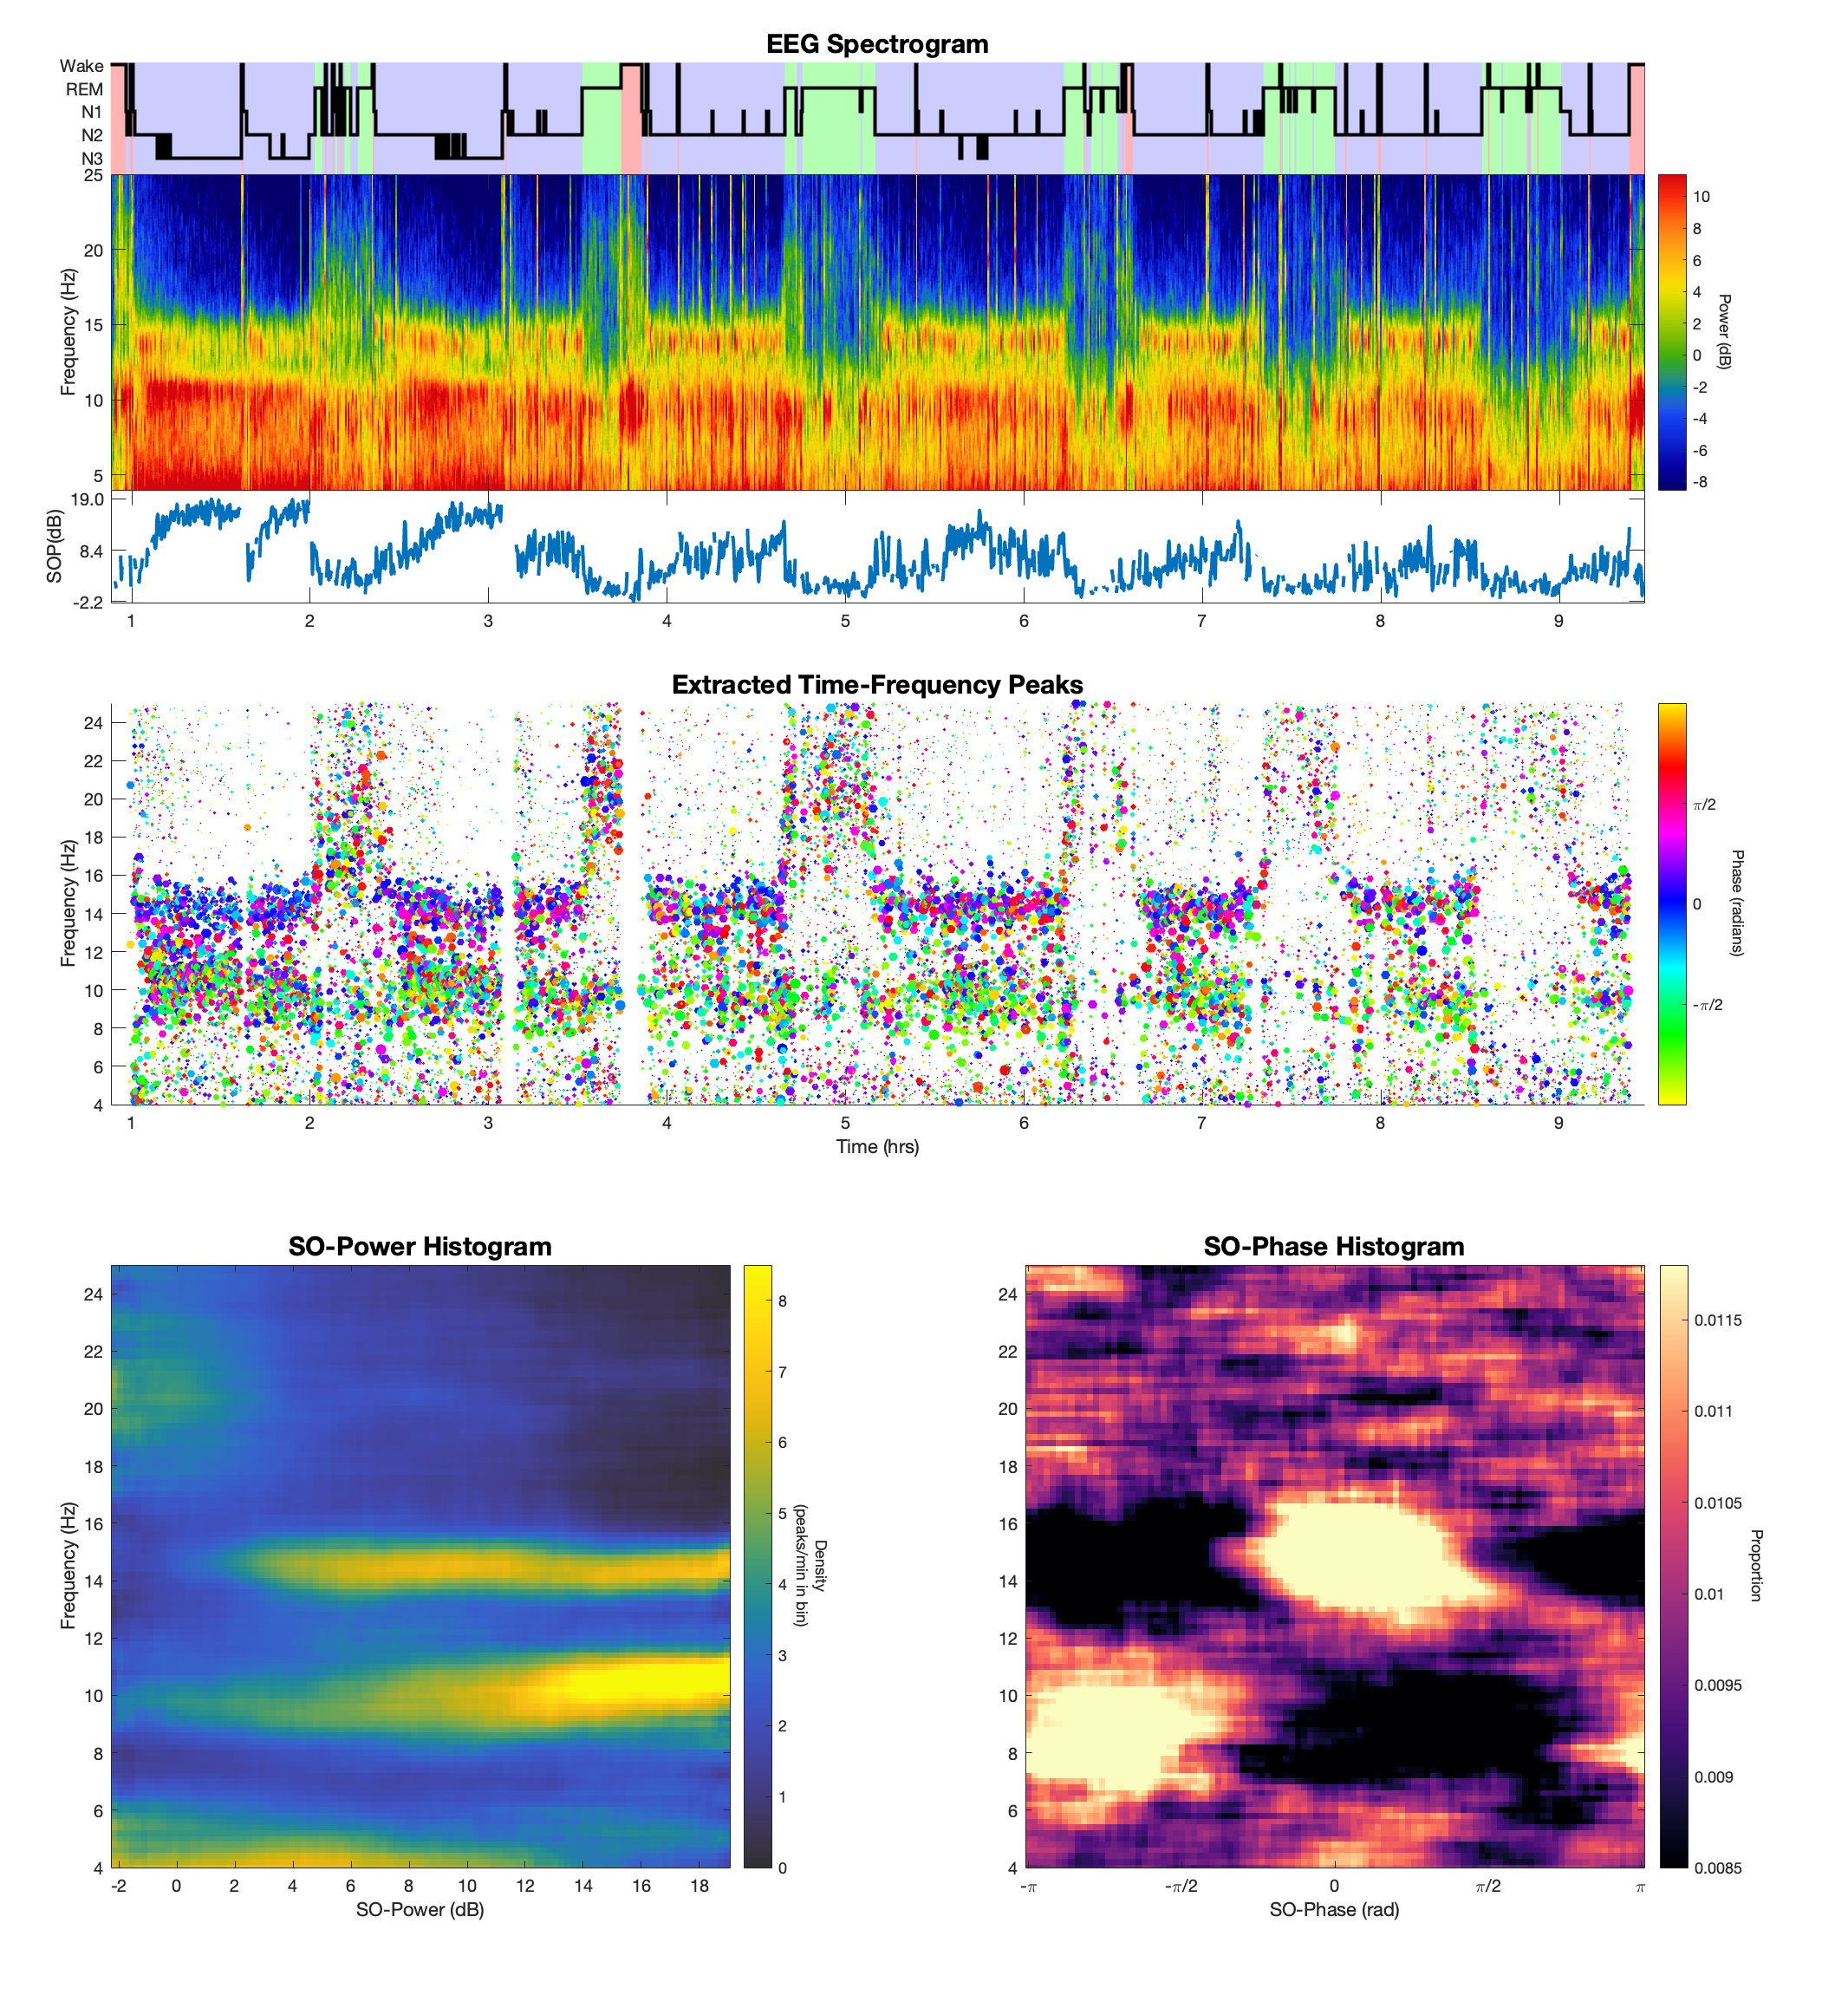 EEG Spectrogram
Wake
REM
N1
N2
N3
25
20
15
10
5
Frequency (Hz)
10
8
6
4
2
0
-2
-4
-6
-8
Power (dB)
19.0
8.4
-2.2
SOP(dB)
1 2 3 4 5 6 7 8 9
Extracted Time-Frequency Peaks
24
22
20
18
16
14
12
10
8
6
4
Frequency (Hz)
1 2 3 4 5 6 7 8 9
Time (hrs)
π/2
0
-π/2
Phase (radians)
SO-Power Histogram
24
22
20
18
16
14
12
10
8
6
4
Frequency (Hz)
-2 0 2 4 6 8 10 12 14 16 18
SO-Power (dB)
8
7
6
5
4
3
2
1
0
Density
(peaks/min in bin)
SO-Phase Histogram
24
22
20
18
16
14
12
10
8
6
4
-π -π/2 0 π/2 π
SO-Phase (rad)
0.0115
0.011
0.0105
0.01
0.0095
0.009
0.0085
Proportion